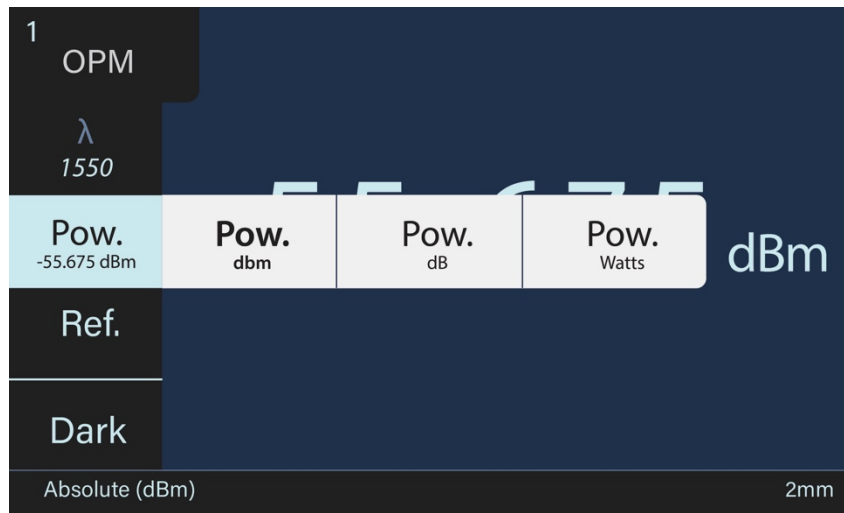 1
OPM
λ
1550
Pow.
-55.675 dBm
Pow.
dbm
Pow.
dB
Pow.
Watts
dBm
Ref.
Dark
Absolute (dBm)
2mm